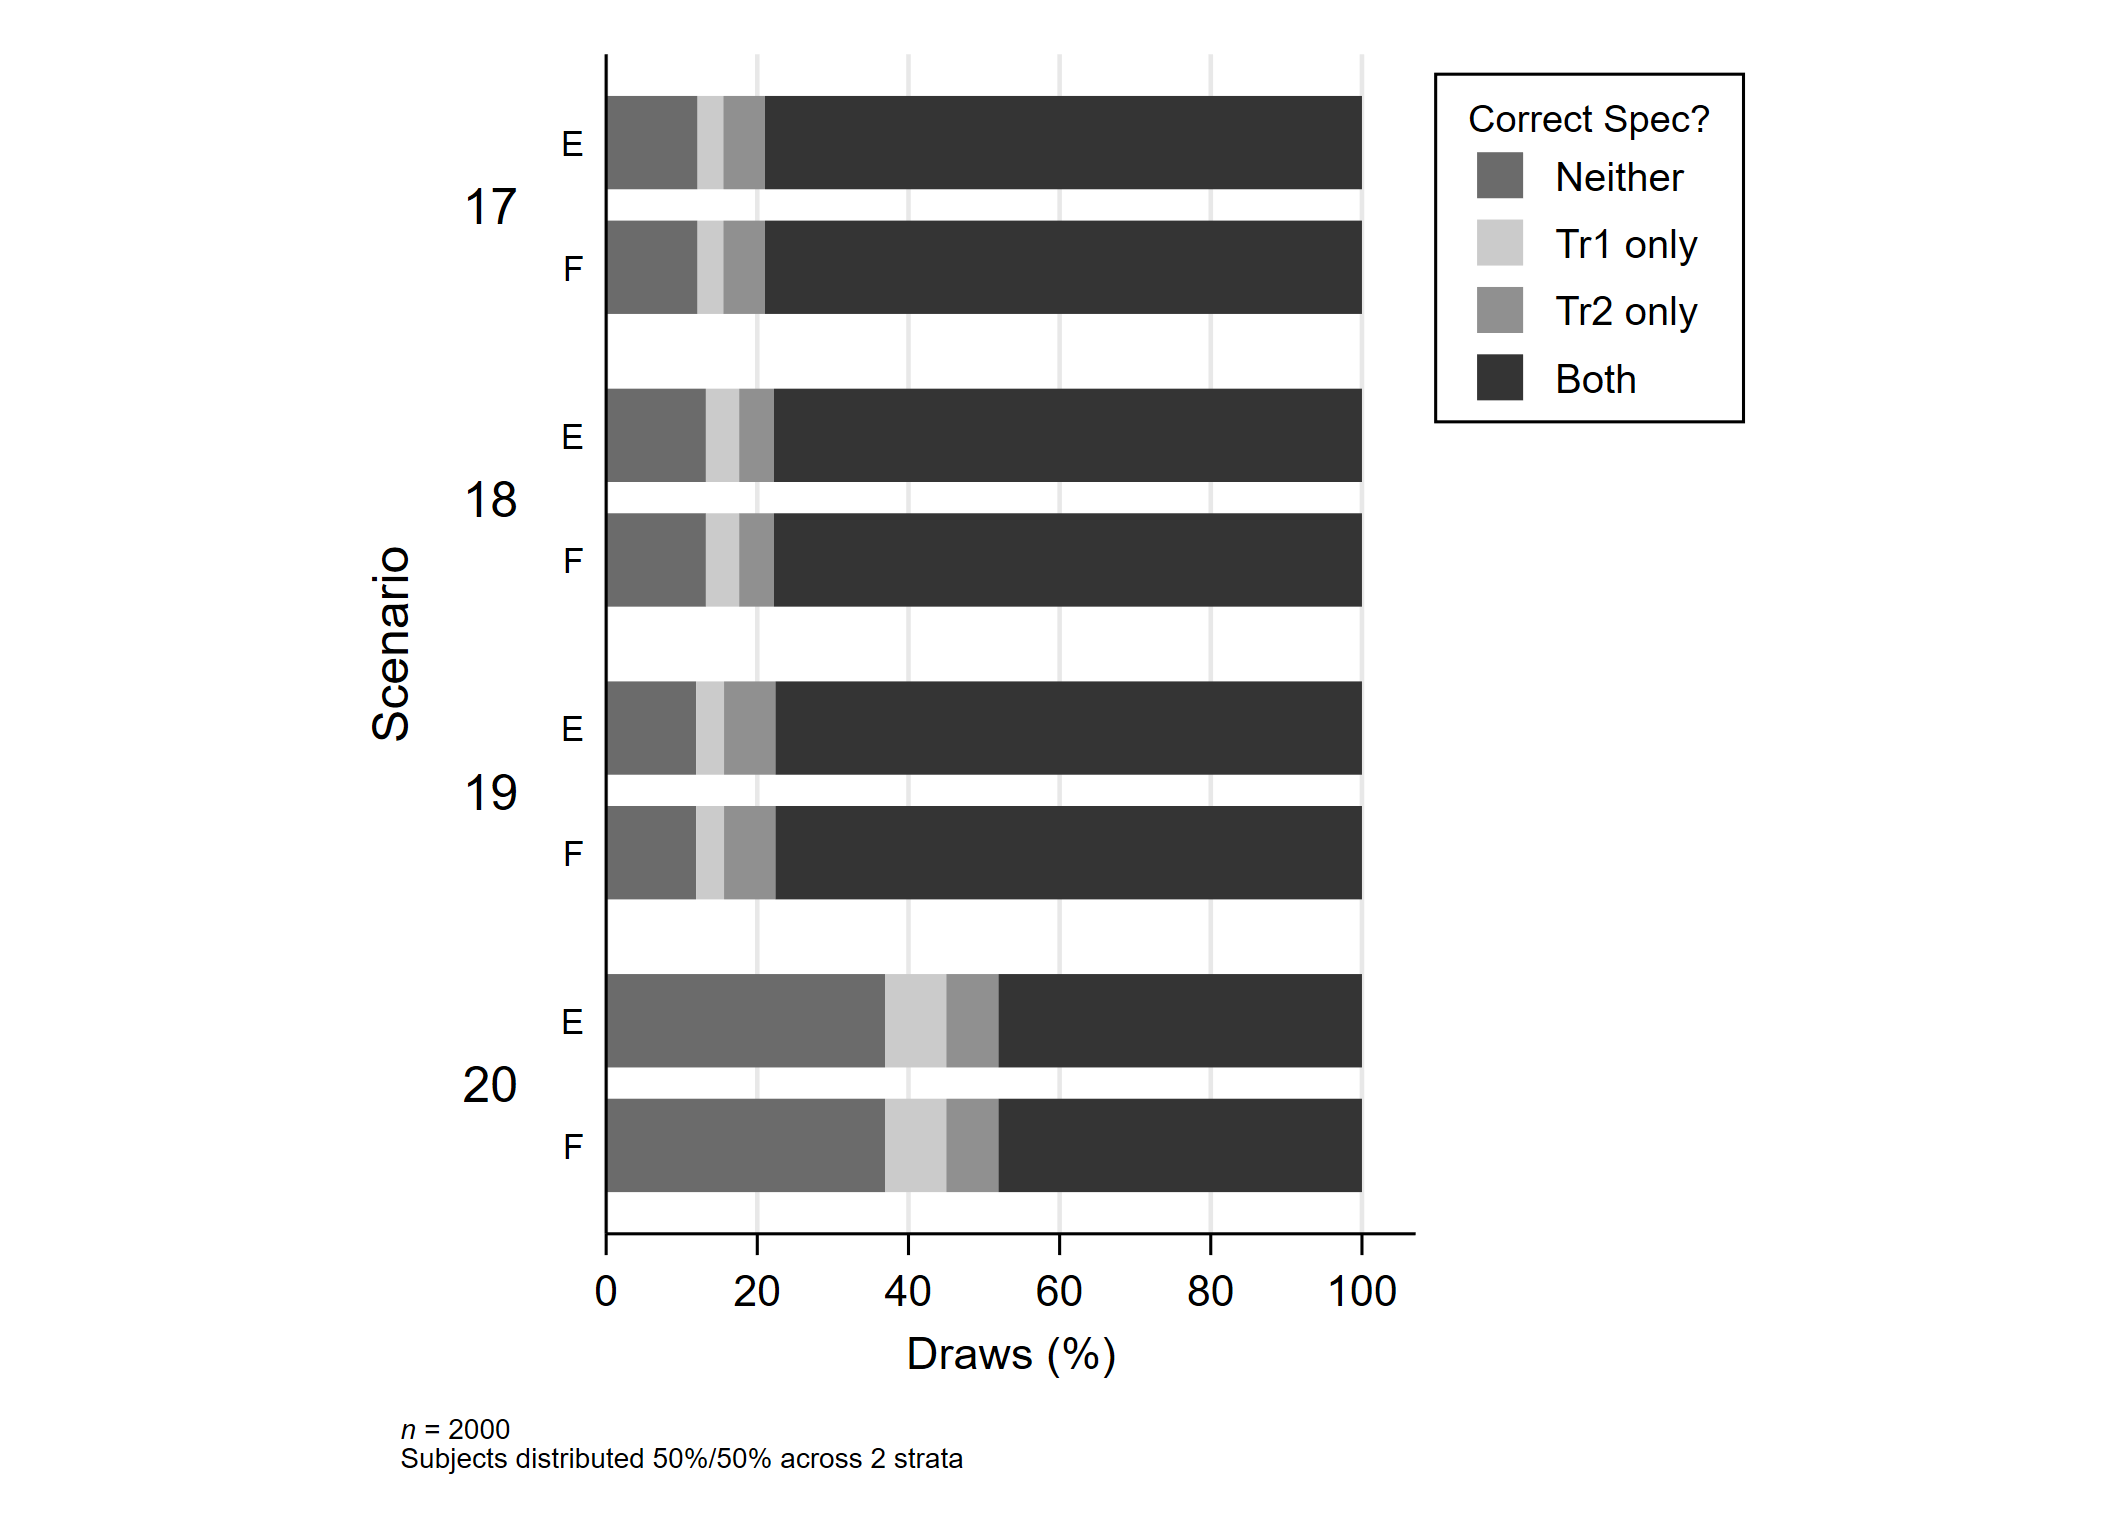 Correct Spec?
Neither
Tr1 only
Tr2 only
Both
Scenario
17
E
F
18
E
F
19
E
F
20
E
F
0 20 40 60 80 100
Draws (%)
n = 2000
Subjects distributed 50%/50% across 2 strata